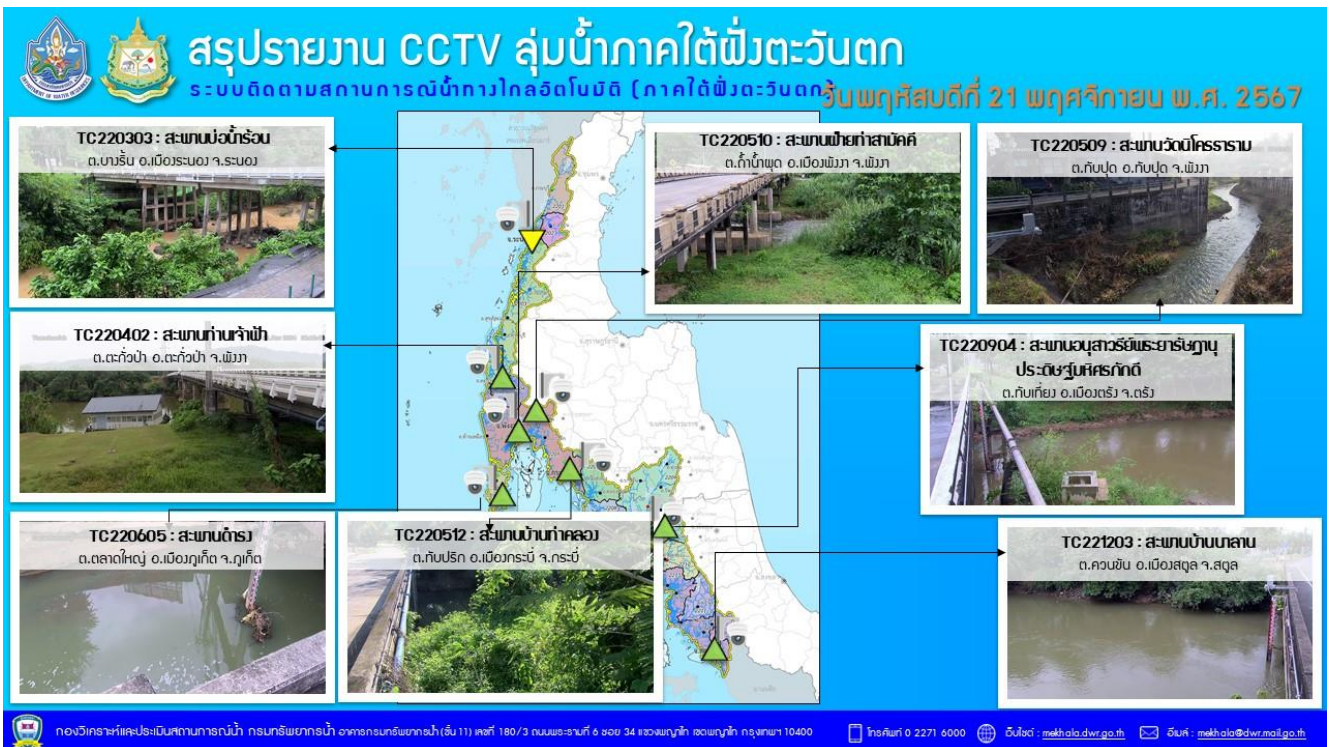 สรุปรายงาน CCTV ลุ่มน้ำภาคใต้ฝั่งตะวันตก
ระบบติดตามสถานการณ์น้ำทางไกลอัตโนมัติ (ภาคใต้ฝั่งตะวันตก)
วันพฤหัสบดีที่ 21 พฤศจิกายน พ.ศ. 2567
TC220303 : สะพานบ่อน้ำร้อน
ต.บางริ้น อ.เมืองระนอง จ.ระนอง
TC220510 : สะพานฝ่ายท่าสามัคคี
ต.ถ้ำน้ำผุด อ.เมืองพังงา จ.พังงา
TC220509 : สะพานวัดนิโครธาราม
ต.ทับปุด อ.ทับปุด จ.พังงา
TC220402 : สะพานท่านเจ้าฟ้า
ต.ตะกั่วป่า อ.ตะกั่วป่า จ.พังงา
TC220904 : สะพานอนุสาวรีย์พระยารัษฎานุ
ประดิษฐ์มหิศรภักดี
ต.ทับเที่ยง อ.เมืองตรัง จ.ตรัง
TC220605 : สะพานดำรง
ต.ตลาดใหญ่ อ.เมืองภูเก็ต จ.ภูเก็ต
TC220512 : สะพานบ้านท่าคลอง
ต.ทับปริก อ.เมืองกระบี่ จ.กระบี่
TC221203 : สะพานบ้านนาลาน
ต.ควนขัน อ.เมืองสตูล จ.สตูล
กองวิเคราะห์และประเมินสถานการณ์น้ำ กรมทรัพยากรน้ำ อาคารกรมทรัพยากรน้ำ (ชั้น 11) เลขที่ 180/3 ถนนพระรามที่ 6 ซอย 34 แขวงพญาไท เขตพญาไท กรุงเทพฯ 10400
โทรศัพท์ 0 2271 6000
เว็บไซต์ : mekhala.dwr.go.th
อีเมล์ : mekhala@dwr.mail.go.th